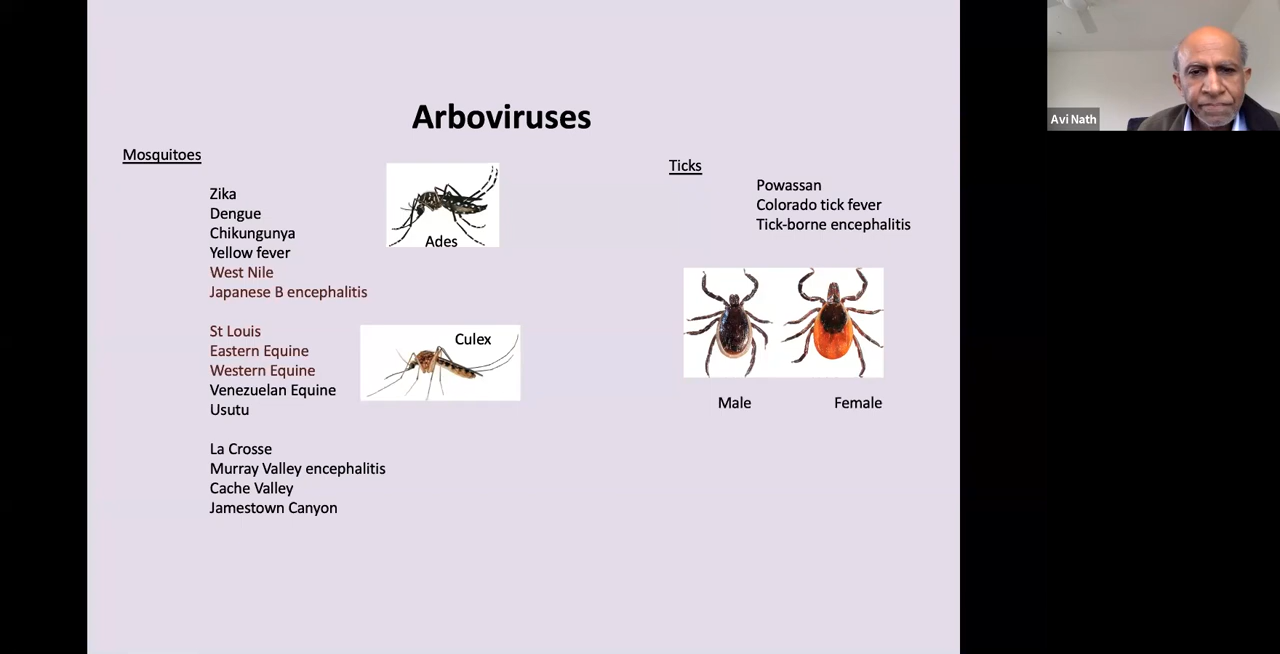 Arboviruses
Mosquitoes
Zika
Dengue
Chikungunya
Yellow fever
West Nile
Japanese B encephalitis
Ades
St Louis
Eastern Equine
Western Equine
Venezuelan Equine
Usutu
Culex
La Crosse
Murray Valley encephalitis
Cache Valley
Jamestown Canyon
Ticks
Powassan
Colorado tick fever
Tick-borne encephalitis
Male Female
Avi Nath